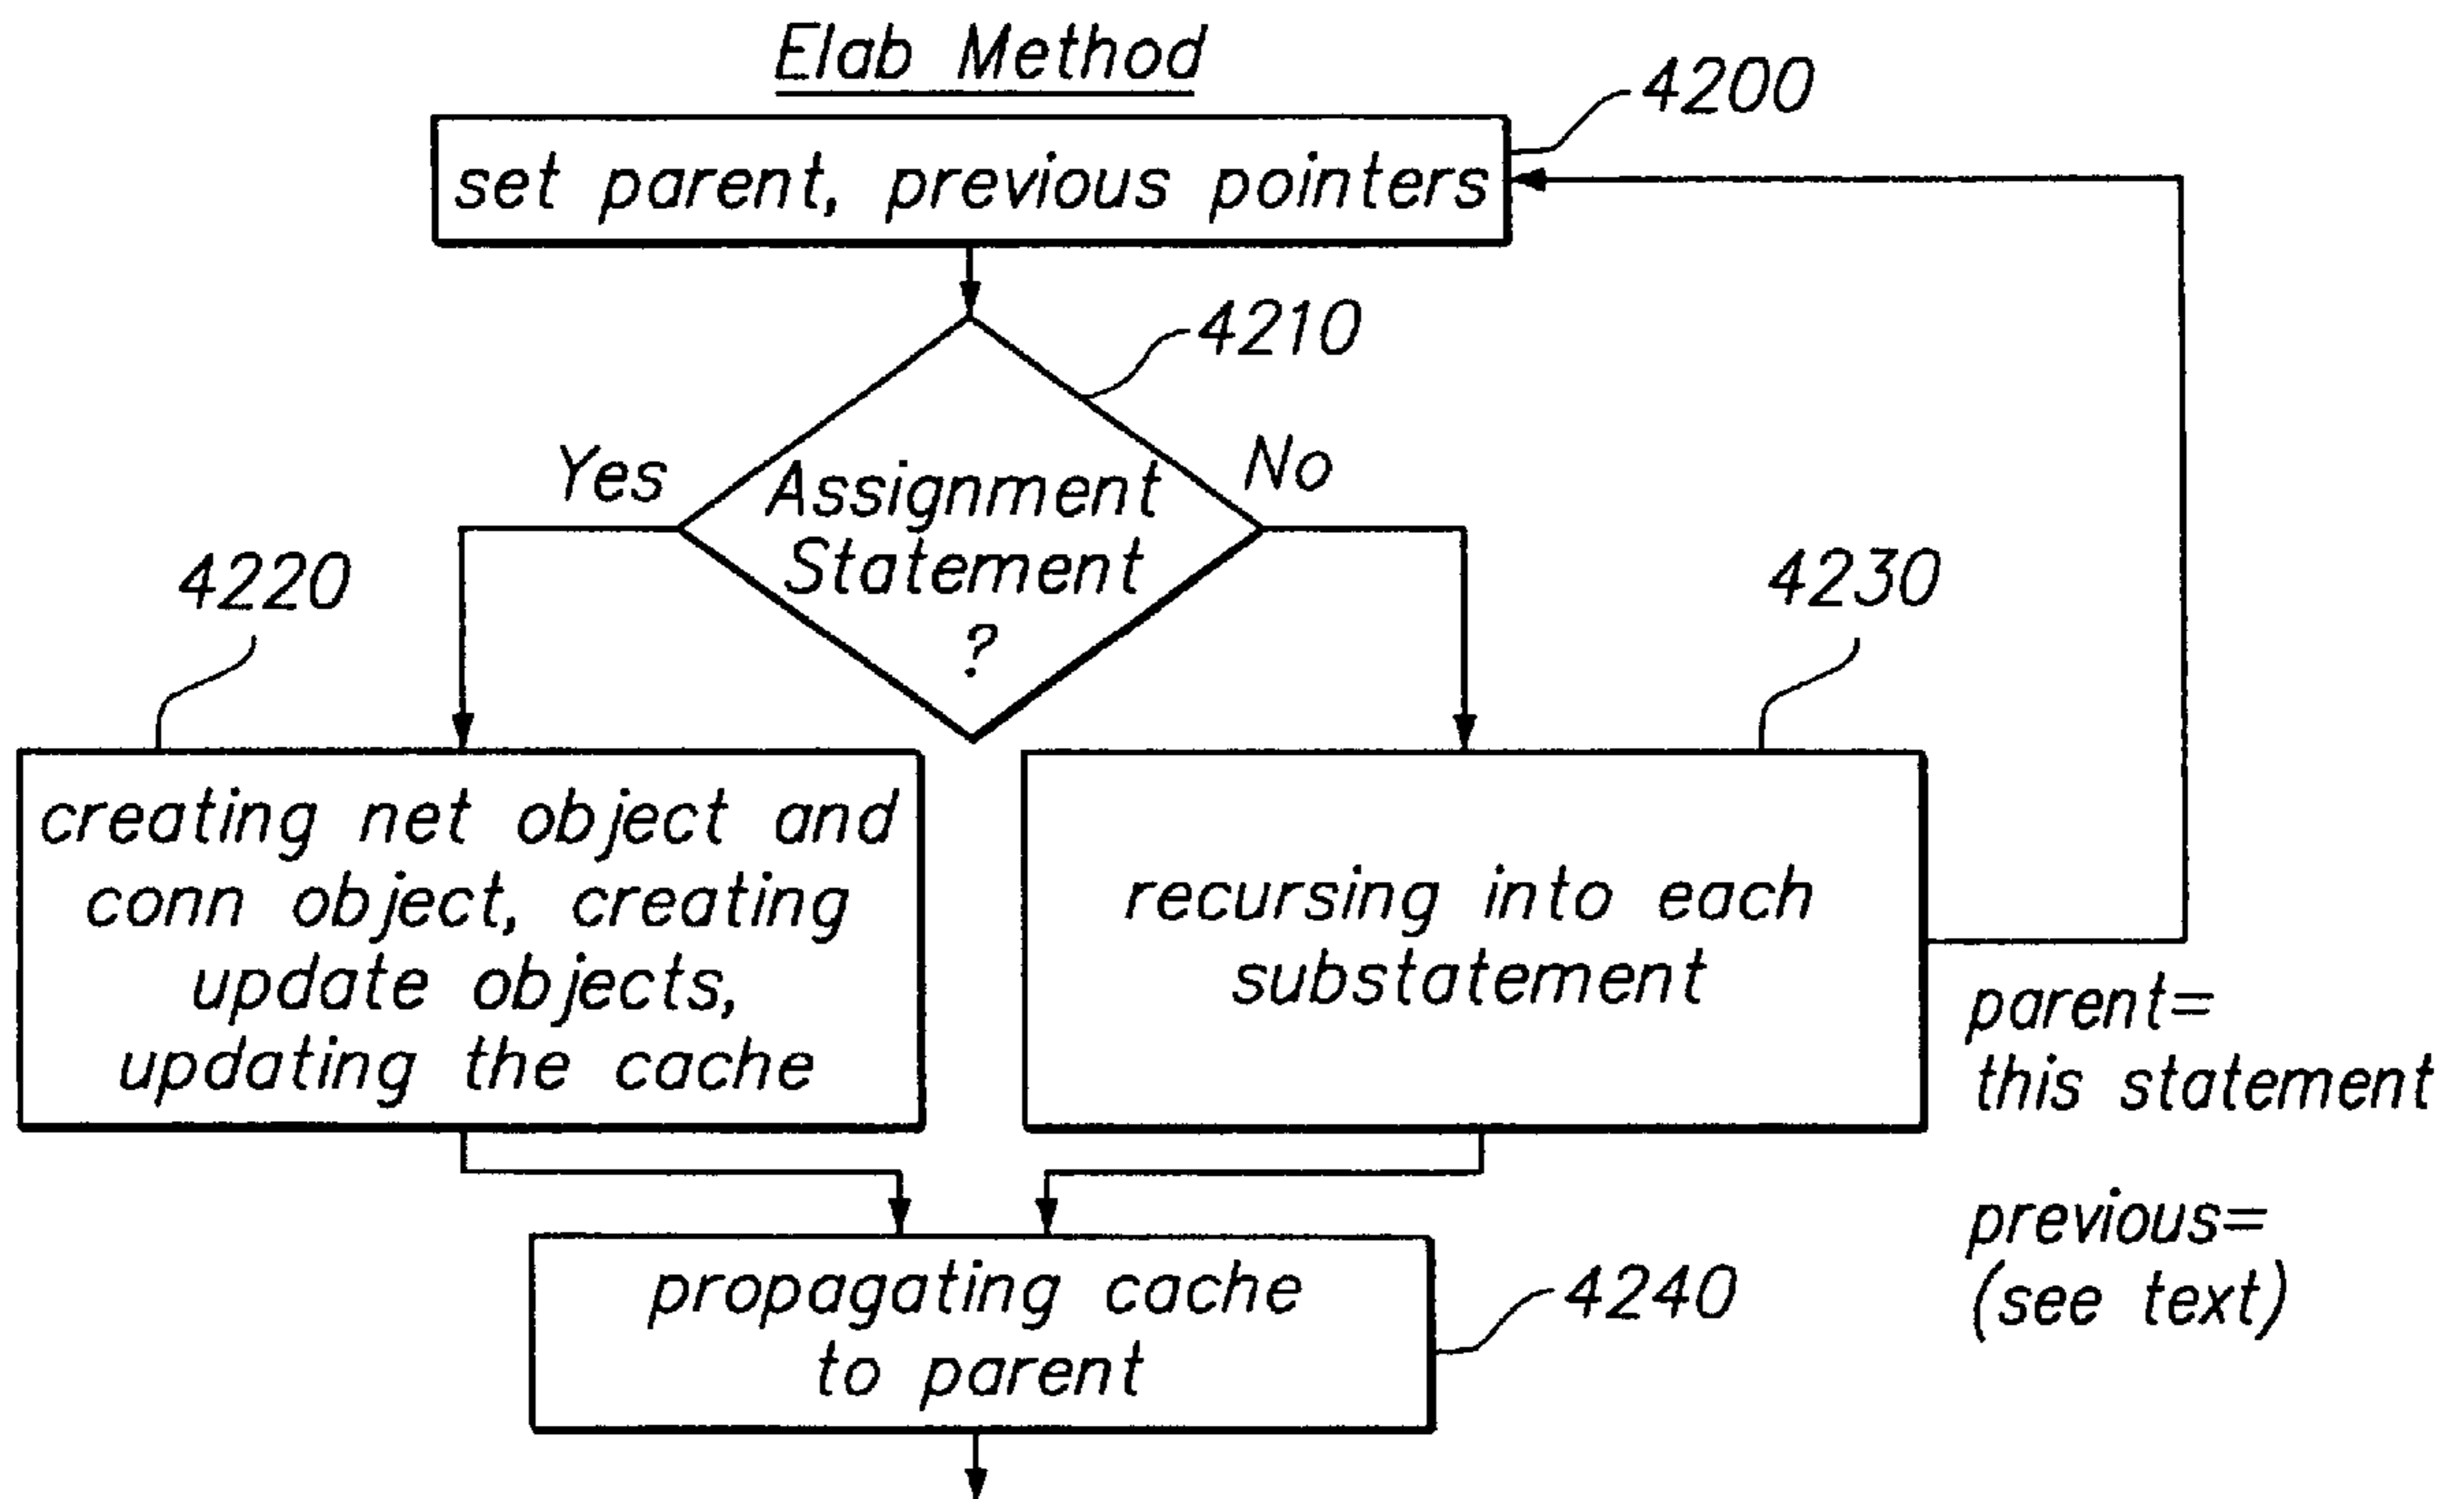 Elab Method
4200
set parent, previous pointers
4210
Yes
No
Assignment
Statement
?
4220
4230
creating net object and
conn object, creating
update objects,
updating the cache
recursing into each
substatement
parent=
this statement
previous=
(see text)
propagating cache
to parent
4240